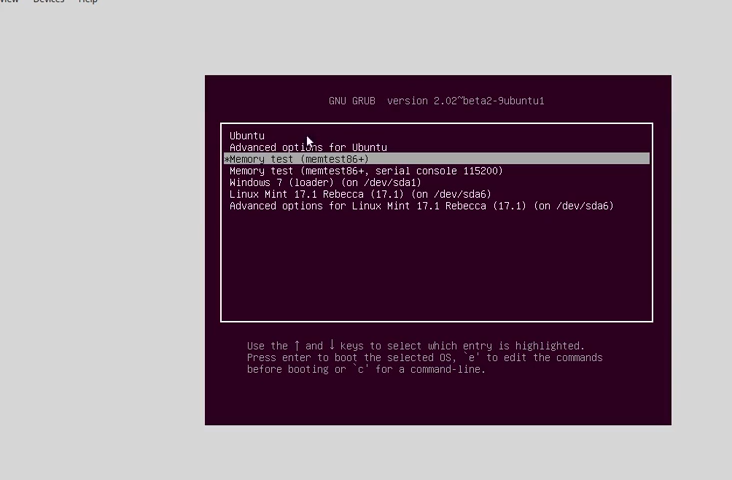 View Devices Help
GNU GRUB version 2.02~beta2-9ubuntu1
Ubuntu
Advanced options for Ubuntu
*Memory test (memtest86+)
Memory test (memtest86+, serial console 115200)
Windows 7 (loader) (on /dev/sda1)
Linux Mint 17.1 Rebecca (17.1) (on /dev/sda6)
Advanced options for Linux Mint 17.1 Rebecca (17.1) (on /dev/sda6)
Use the ↑ and ↓ keys to select which entry is highlighted.
Press enter to boot the selected OS, `e' to edit the commands
before booting or `c' for a command-line.